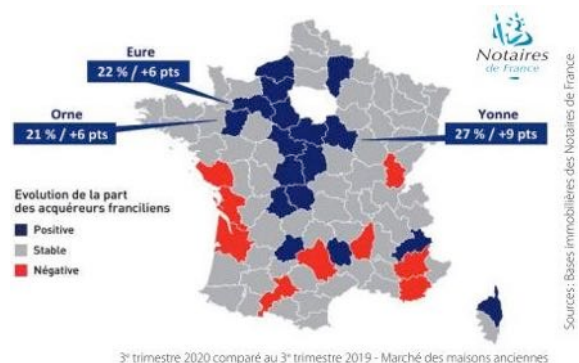 Notaires
de France
Eure
22 % / +6 pts
Orne
21 % / +6 pts
Yonne
27 % / +9 pts
Evolution de la part
des acquéreurs franciliens
Positive
Stable
Négative
Sources : Bases immobilières des Notaires de France
3e trimestre 2020 comparé au 3e trimestre 2019 - Marché des maisons anciennes